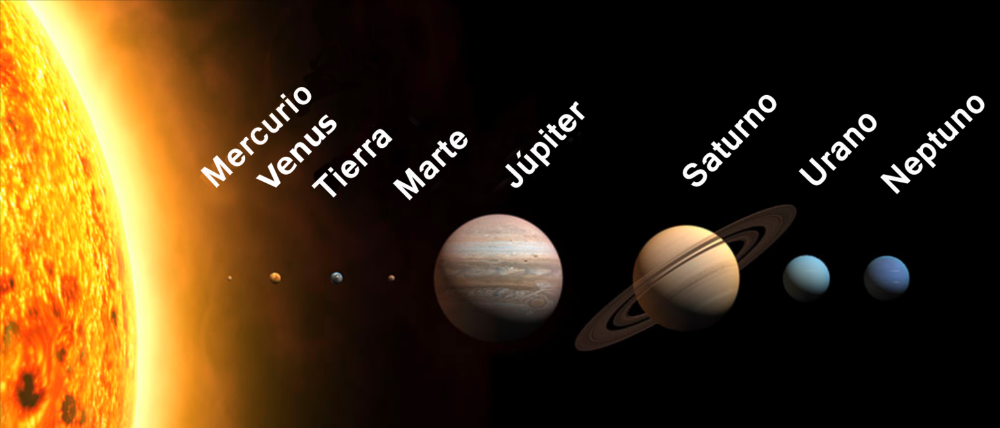 Mercurio
Venus
Tierra
Marte
Júpiter
Saturno
Urano
Neptuno